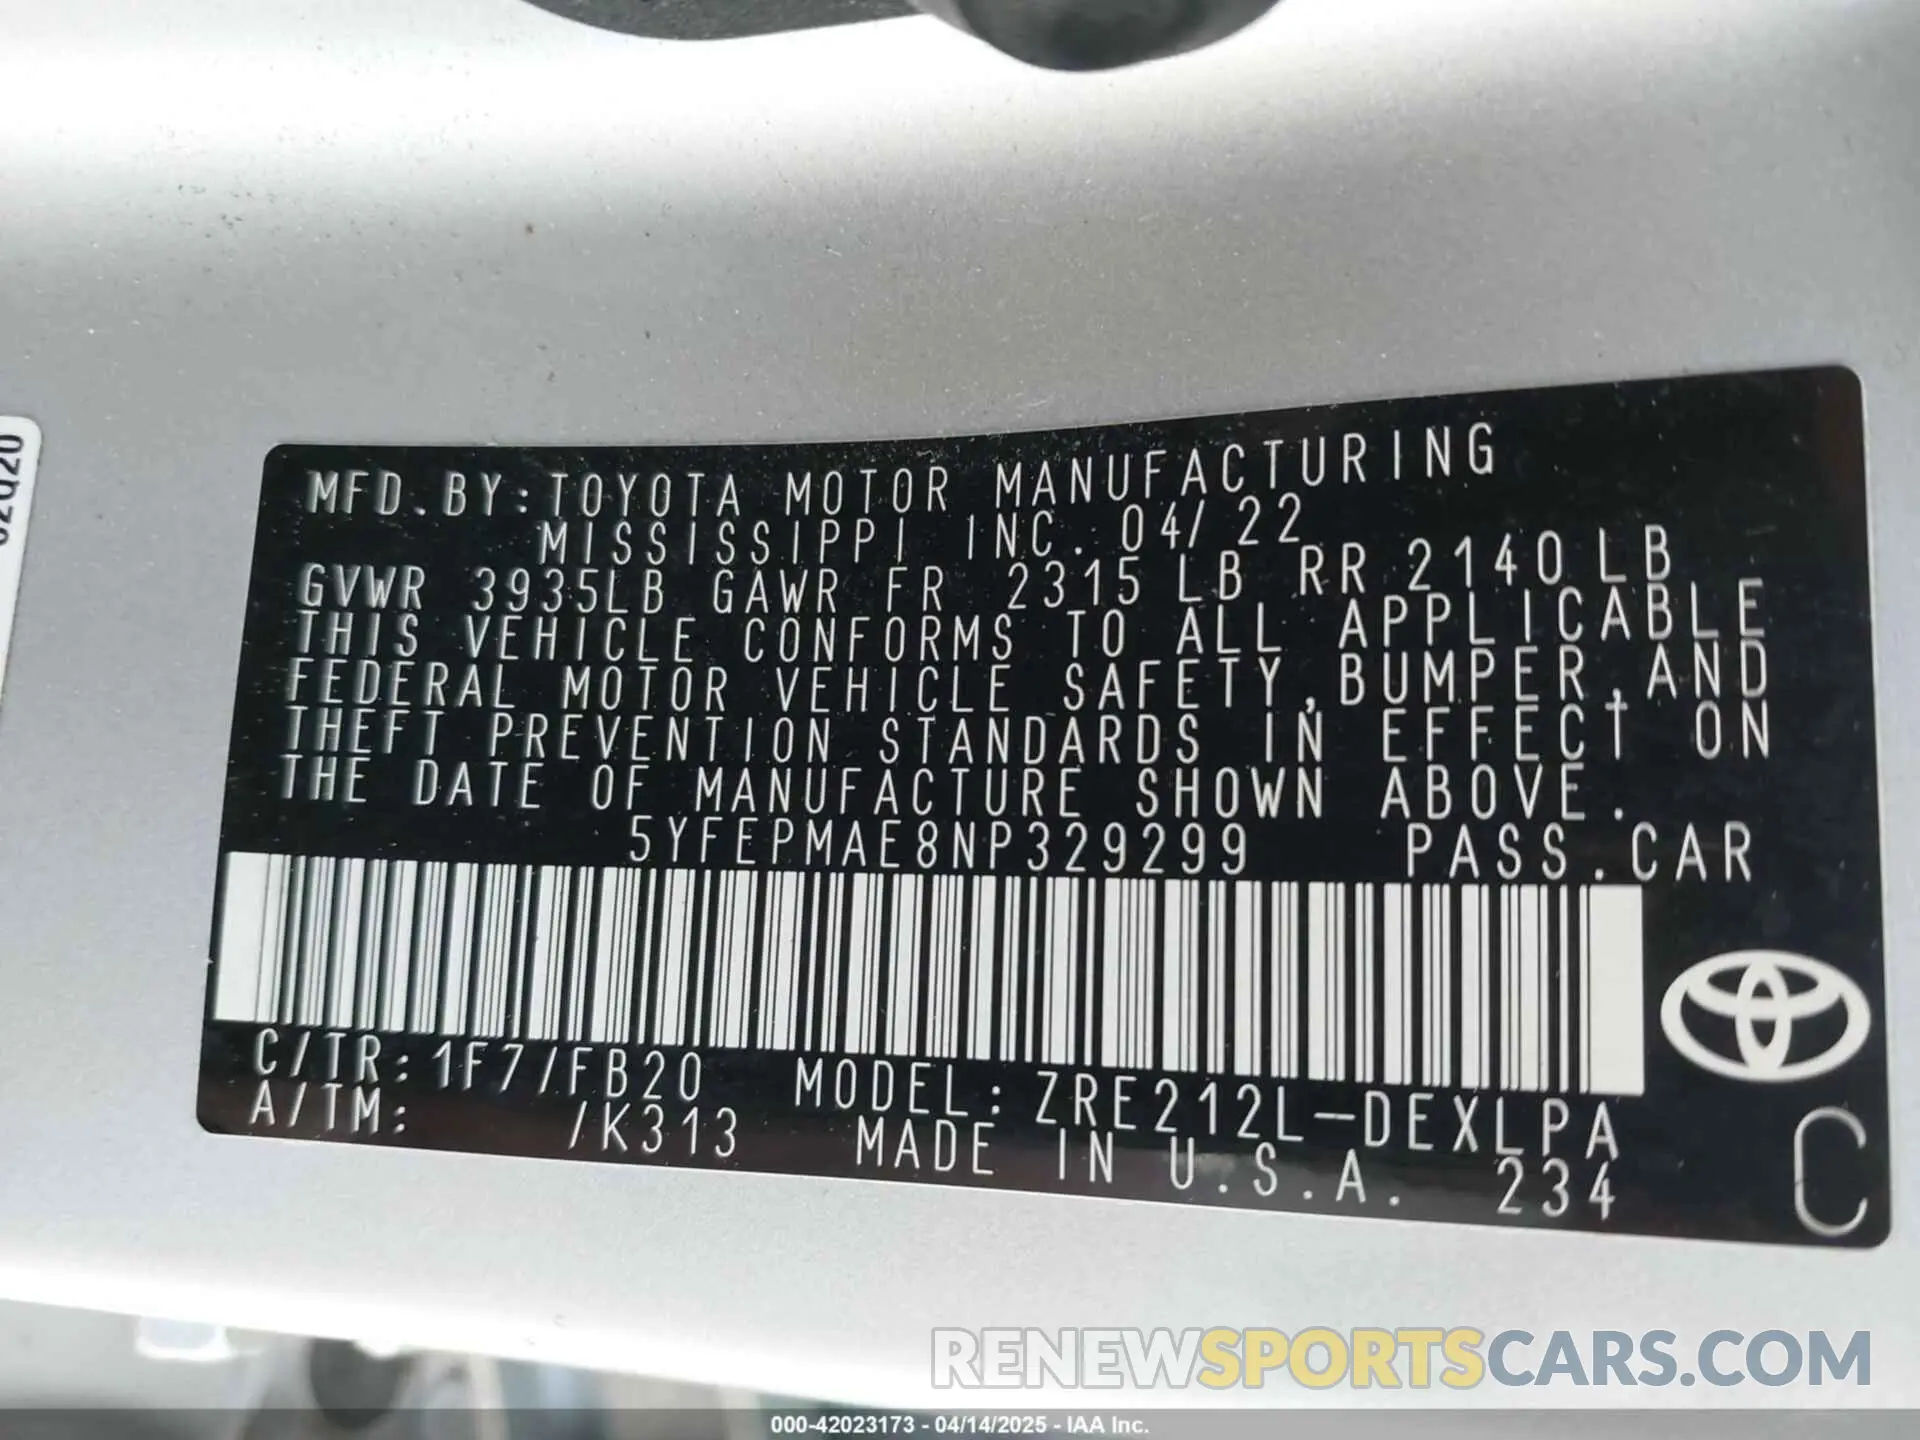 MFD.BY:TOYOTA MOTOR MANUFACTURING
MISSISSIPPI INC. 04/22
GVWR 3935LB GAWR FR 2315 LB RR 2140LB
THIS VEHICLE CONFORMS TO ALL APPLICABLE
FEDERAL MOTOR VEHICLE SAFETY,BUMPER,AND
THEFT PREVENTION STANDARDS IN EFFECT ON
THE DATE OF MANUFACTURE SHOWN ABOVE.
5YFEPMAE8NP329299 PASS.CAR
C/TR:1F7/FB20 MODEL:ZRE212L-DEXLPA
A/TM: /K313 MADE IN U.S.A. 234
C
RENEWSPORTSCARS.COM
000-42023173 - 04/14/2025 - IAA Inc.